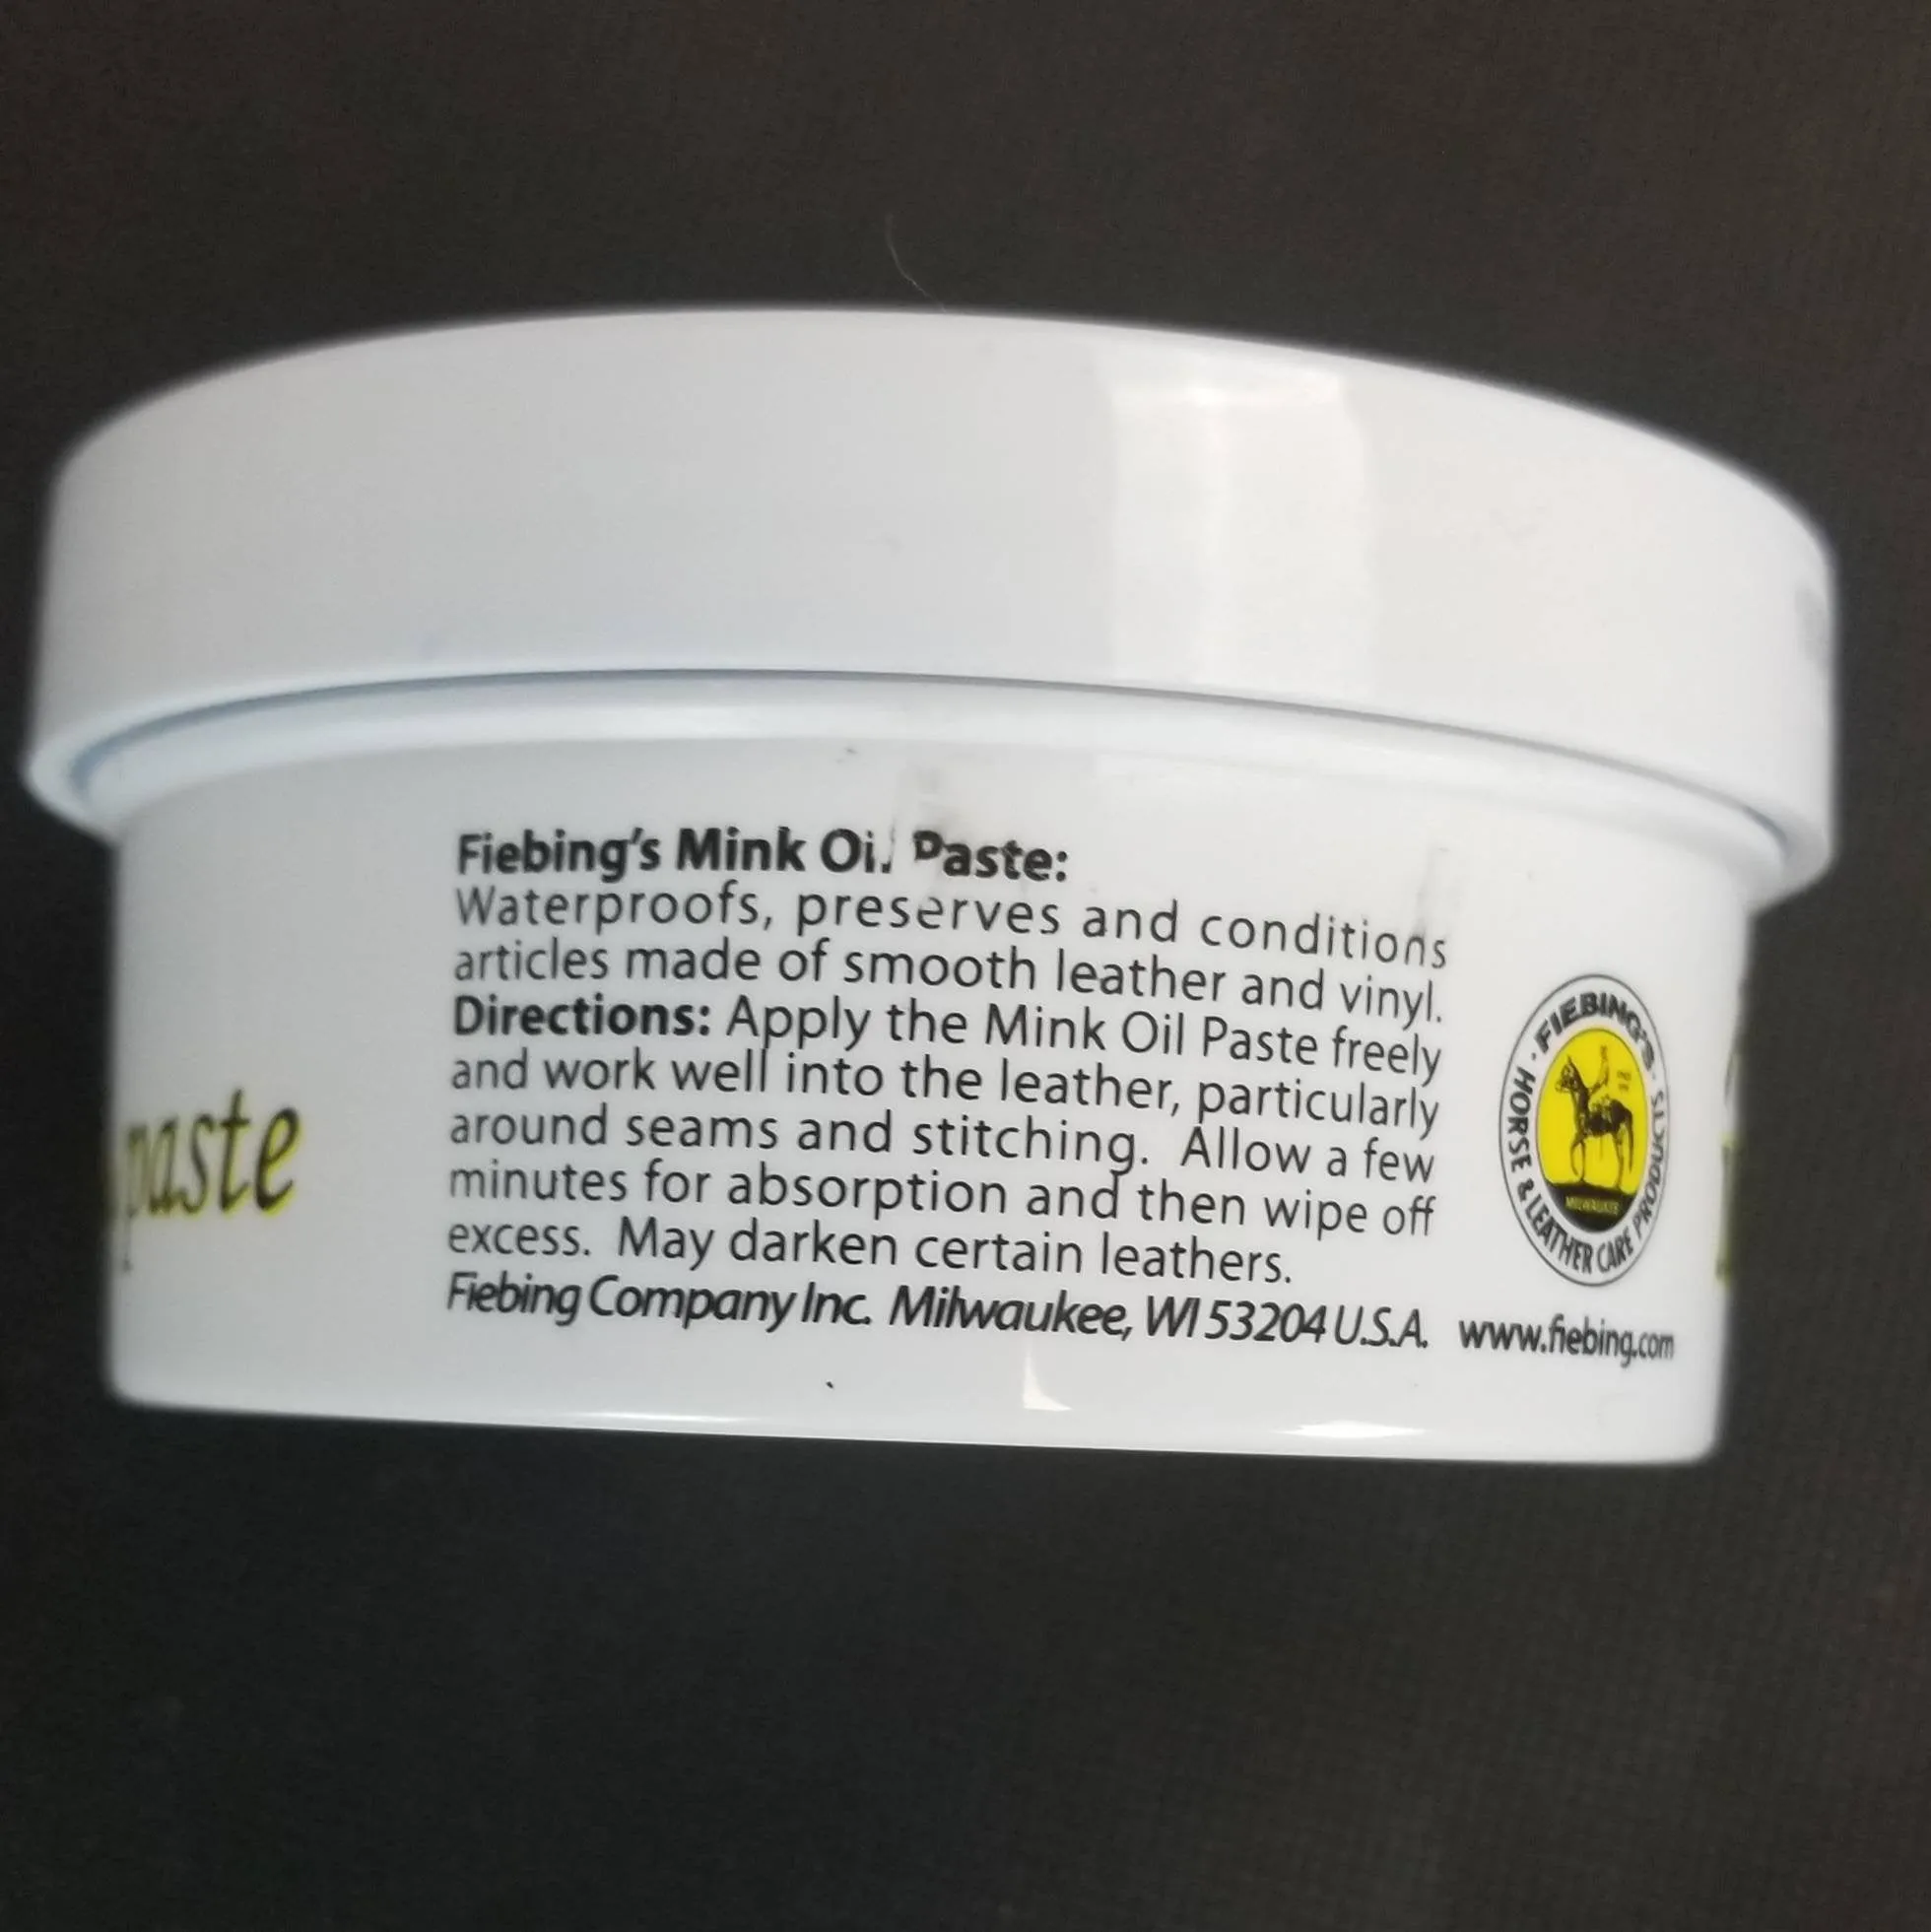 Fiebing's Mink Oil Paste:
Waterproofs, preserves and conditions
articles made of smooth leather and vinyl.
Directions: Apply the Mink Oil Paste freely
and work well into the leather, particularly
around seams and stitching. Allow a few
minutes for absorption and then wipe off
excess. May darken certain leathers.
Fiebing Company Inc. Milwaukee, WI 53204 U.S.A. www.fiebing.com
paste
· FIEBING'S ·
HORSE & LEATHER CARE PRODUCTS
MILWAUKEE